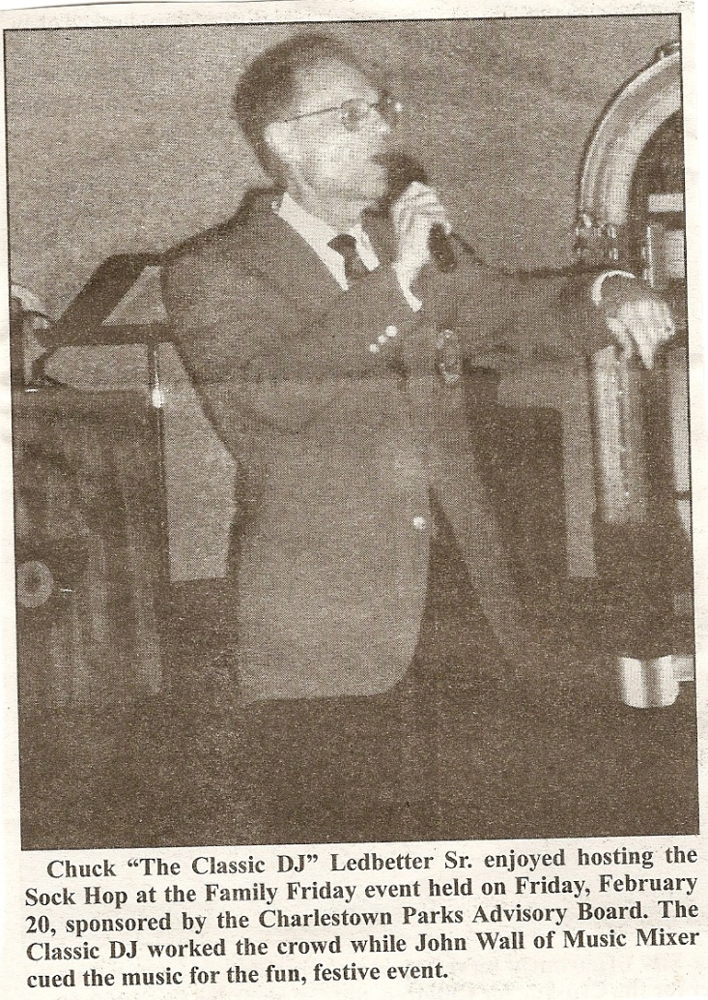 Chuck “The Classic DJ” Ledbetter Sr. enjoyed hosting the
Sock Hop at the Family Friday event held on Friday, February
20, sponsored by the Charlestown Parks Advisory Board. The
Classic DJ worked the crowd while John Wall of Music Mixer
cued the music for the fun, festive event.